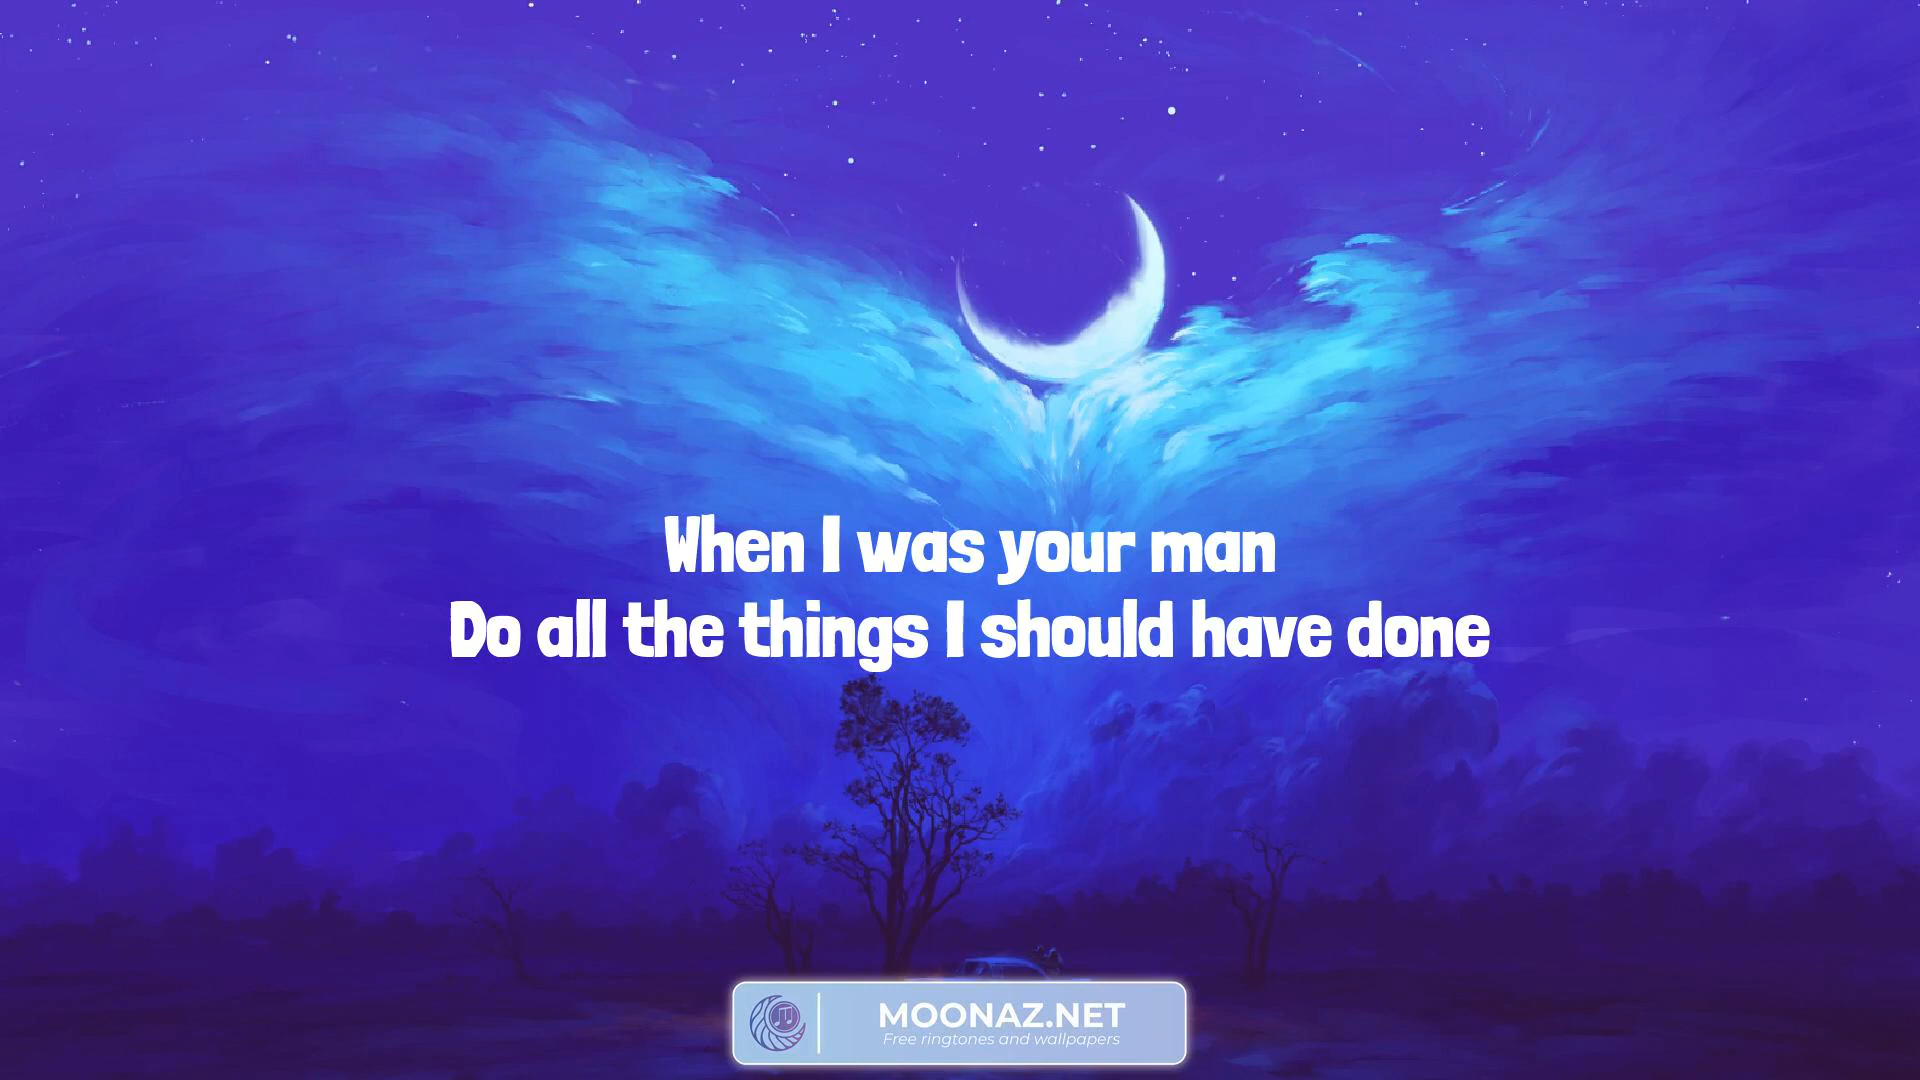 When I was your man
Do all the things I should have done
MOONAZ.NET
Free ringtones and wallpapers